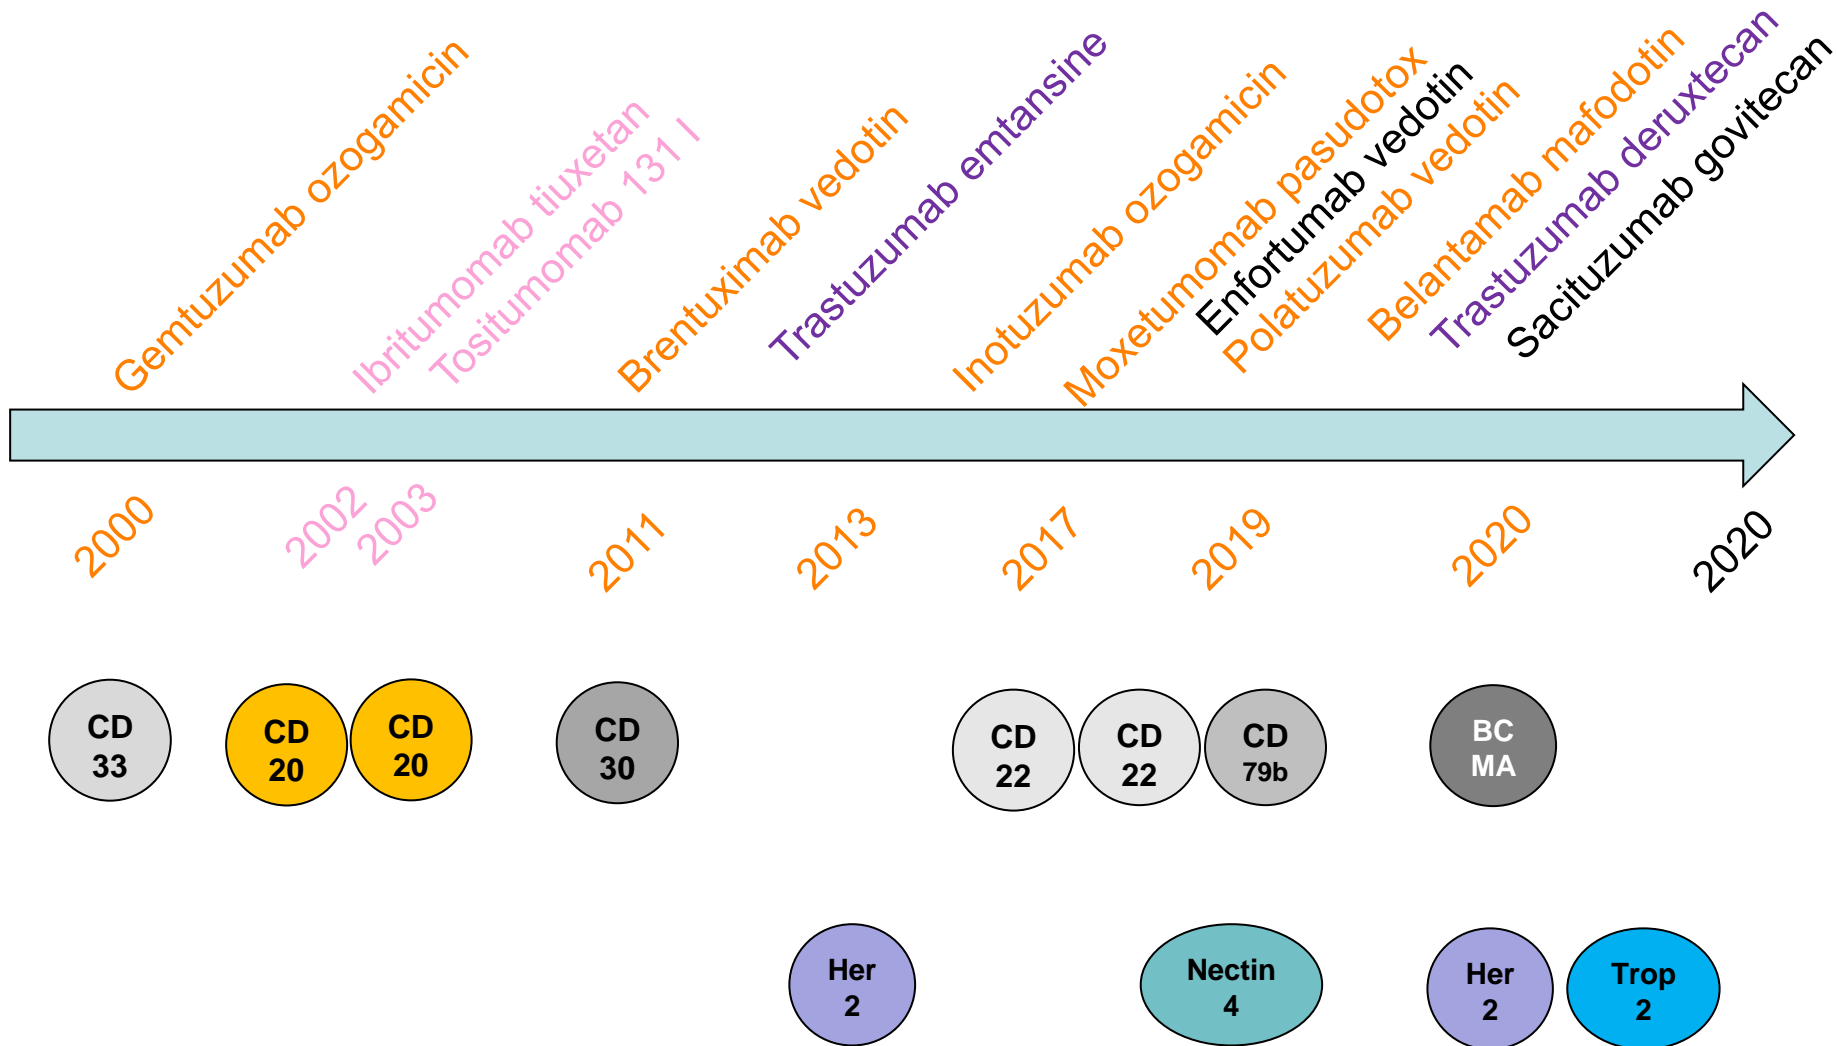 Gemtuzumab ozogamicin
Ibritumomab tiuxetan
Tositumomab 131 I
Brentuximab vedotin
Trastuzumab emtansine
Inotuzumab ozogamicin
Moxetumomab pasudotox
Enfortumab vedotin
Polatuzumab vedotin
Belantamab mafodotin
Trastuzumab deruxtecan
Sacituzumab govitecan
2000
2002
2003
2011
2013
2017
2019
2020
2020
CD
33
CD
20
CD
20
CD
30
CD
22
CD
22
CD
79b
BC
MA
Her
2
Nectin
4
Her
2
Trop
2